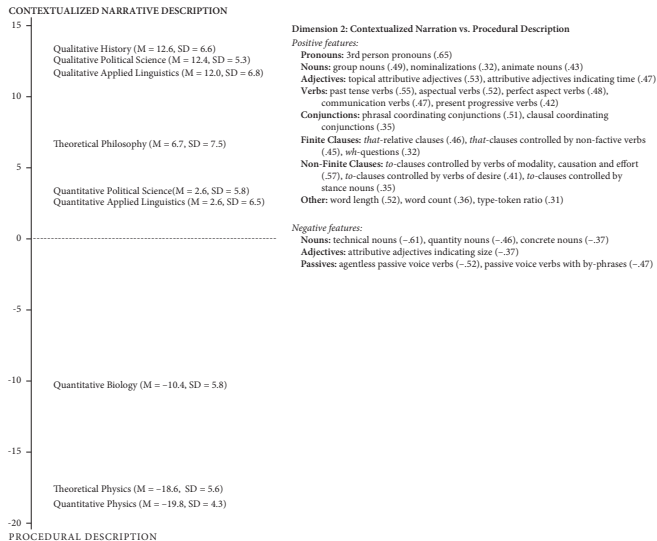 CONTEXTUALIZED NARRATIVE DESCRIPTION
15
Qualitative History (M = 12.6, SD = 6.6)
Qualitative Political Science (M = 12.4, SD = 5.3)
Qualitative Applied Linguistics (M = 12.0, SD = 6.8)
10
Theoretical Philosophy (M = 6.7, SD = 7.5)
5
Quantitative Political Science(M = 2.6, SD = 5.8)
Quantitative Applied Linguistics (M = 2.6, SD = 6.5)
0
-5
-10
Quantitative Biology (M = −10.4, SD = 5.8)
-15
Theoretical Physics (M = −18.6, SD = 5.6)
Quantitative Physics (M = −19.8, SD = 4.3)
-20
PROCEDURAL DESCRIPTION
Dimension 2: Contextualized Narration vs. Procedural Description
Positive features:
Pronouns: 3rd person pronouns (.65)
Nouns: group nouns (.49), nominalizations (.32), animate nouns (.43)
Adjectives: topical attributive adjectives (.53), attributive adjectives indicating time (.47)
Verbs: past tense verbs (.55), aspectual verbs (.52), perfect aspect verbs (.48),
communication verbs (.47), present progressive verbs (.42)
Conjunctions: phrasal coordinating conjunctions (.51), clausal coordinating
conjunctions (.35)
Finite Clauses: that-relative clauses (.46), that-clauses controlled by non-factive verbs
(.45), wh-questions (.32)
Non-Finite Clauses: to-clauses controlled by verbs of modality, causation and effort
(.57), to-clauses controlled by verbs of desire (.41), to-clauses controlled by
stance nouns (.35)
Other: word length (.52), word count (.36), type-token ratio (.31)
Negative features:
Nouns: technical nouns (−.61), quantity nouns (−.46), concrete nouns (−.37)
Adjectives: attributive adjectives indicating size (−.37)
Passives: agentless passive voice verbs (−.52), passive voice verbs with by-phrases (−.47)